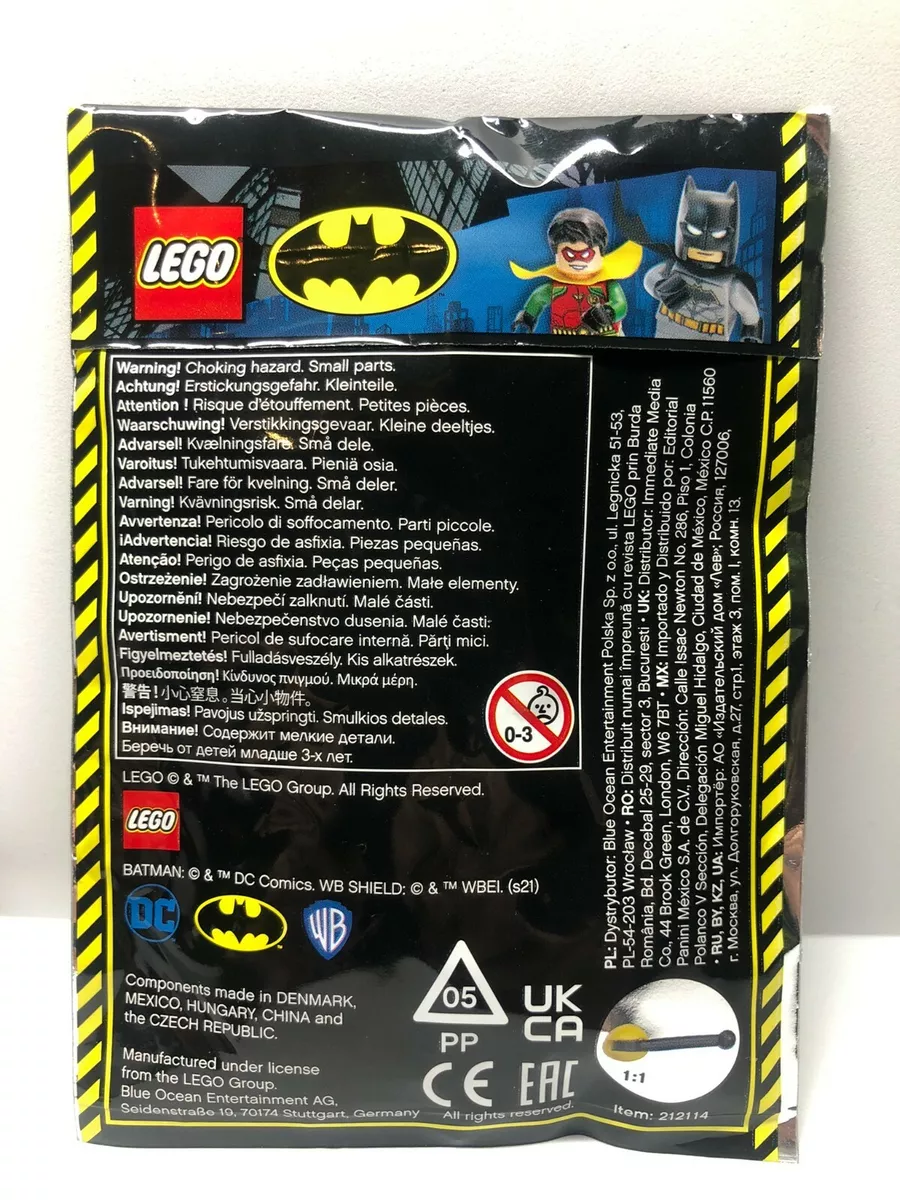 LEGO
Warning! Choking hazard. Small parts.
Achtung! Erstickungsgefahr. Kleinteile.
Attention ! Risque d'étouffement. Petites pièces.
Waarschuwing! Verstikkingsgevaar. Kleine deeltjes.
Advarsel! Kvælningsfare. Små dele.
Varoitus! Tukehtumisvaara. Pieniä osia.
Advarsel! Fare för kvelning. Små deler.
Varning! Kvävningsrisk. Små delar.
Avvertenza! Pericolo di soffocamento. Parti piccole.
¡Advertencia! Riesgo de asfixia. Piezas pequeñas.
Atenção! Perigo de asfixia. Peças pequeñas.
Ostrzeżenie! Zagrożenie zadławieniem. Małe elementy.
Upozornění! Nebezpečí zalknutí. Malé části.
Upozornenie! Nebezpečenstvo dusenia. Malé časti.
Avertisment! Pericol de sufocare internă. Părți mici.
Figyelmeztetés! Fulladásveszély. Kis alkatrészek.
Προειδοποίηση! Κίνδυνος πνιγμού. Μικρά μέρη.
警告!小心窒息。当心小物件。
Ispejimas! Pavojus užspringti. Smulkios detales.
Внимание! Содержит мелкие детали.
Беречь от детей младше 3-х лет.
0-3
LEGO © & ™ The LEGO Group. All Rights Reserved.
LEGO
BATMAN: © & ™ DC Comics. WB SHIELD: © & ™ WBEI. (s21)
DC
WB
Components made in DENMARK,
MEXICO, HUNGARY, CHINA and
the CZECH REPUBLIC.
Manufactured under license
from the LEGO Group.
Blue Ocean Entertainment AG,
Seidenstraße 19, 70174 Stuttgart, Germany
05
PP
UK
CA
CE
EAC
All rights reserved.
1:1
Item: 212114
PL: Dystrybutor: Blue Ocean Entertainment Polska Sp. z o.o., ul. Legnicka 51-53,
PL-54-203 Wrocław • RO: Distribuit numai împreună cu revista LEGO prin Burda
România, Bd. Decebal 25-29, sector 3, Bucuresti • UK: Distributor: Immediate Media
Co., 44 Brook Green, London, W6 7BT • MX: Importado y Distribuido por: Editorial
Panini México S.A. de C.V., Dirección: Calle Issac Newton No. 286, Piso 1, Colonia
Polanco V Sección, Delegación Miguel Hidalgo, Ciudad de México, México C.P. 11560
• RU, BY, KZ, UA: Импортёр: АО «Издательский дом «Лев», Россия, 127006,
г. Москва, ул. Долгоруковская, д.27, стр.1, этаж 3, пом. I, комн. 13.